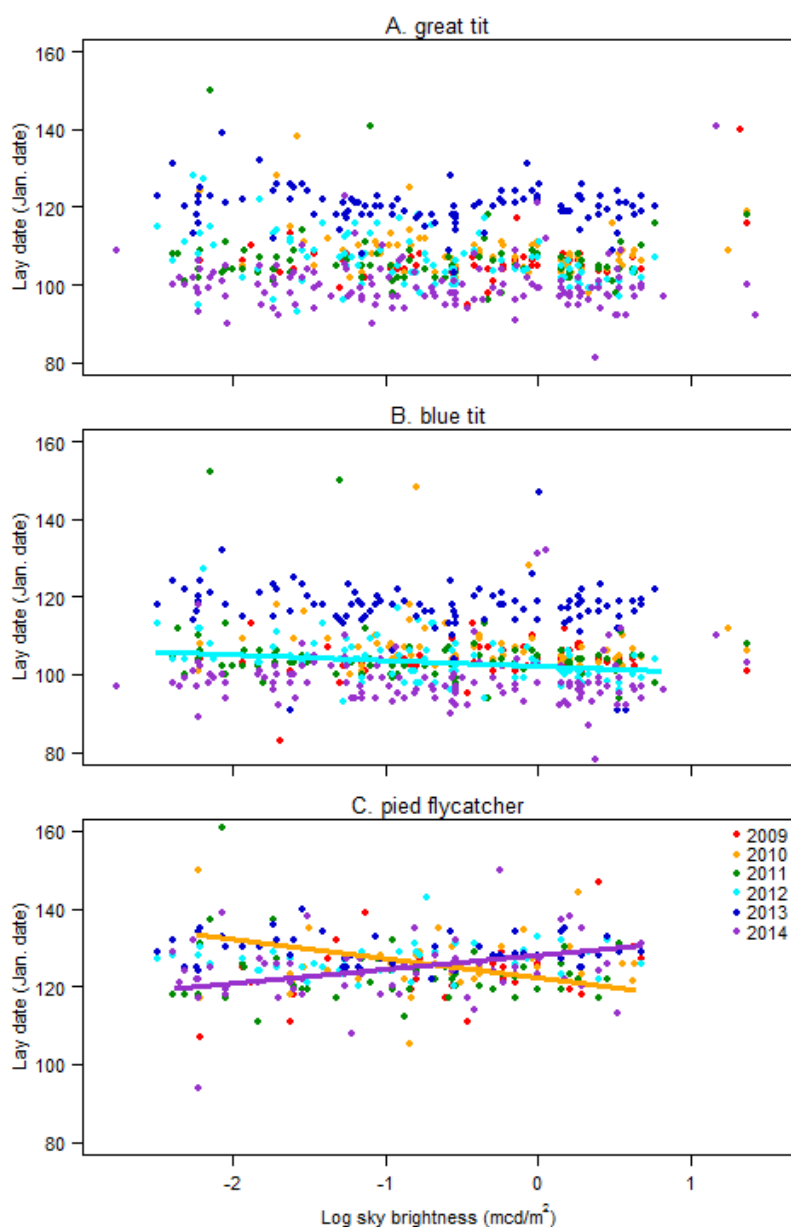 A. great tit
160
140
120
100
80
Lay date (Jan. date)
B. blue tit
160
140
120
100
80
Lay date (Jan. date)
C. pied flycatcher
160
140
120
100
80
Lay date (Jan. date)
2009
2010
2011
2012
2013
2014
-2 -1 0 1
Log sky brightness (mcd/m²)